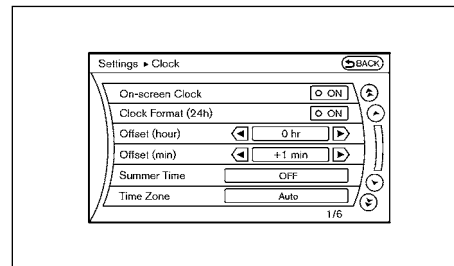 Settings ▸ Clock BACK
On-screen Clock ON
Clock Format (24h) ON
Offset (hour) 0 hr
Offset (min) +1 min
Summer Time OFF
Time Zone Auto
1/6